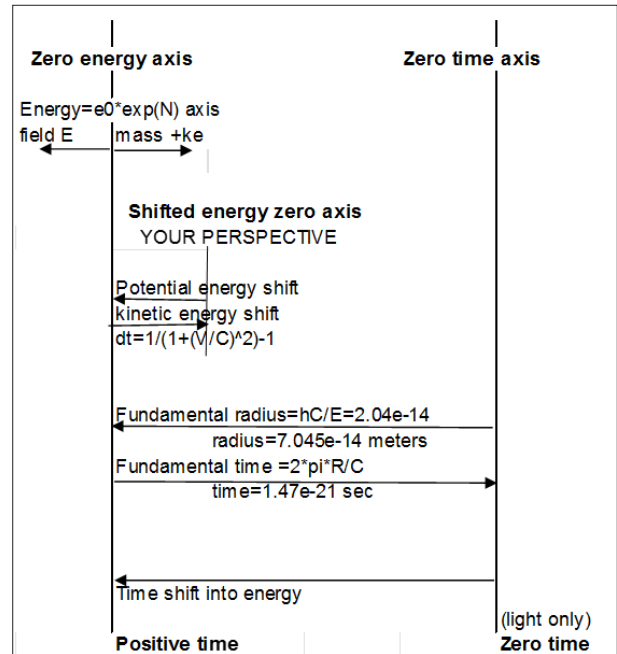 Zero energy axis
Zero time axis
Energy=e0*exp(N) axis
field E
mass +ke
Shifted energy zero axis
YOUR PERSPECTIVE
Potential energy shift
kinetic energy shift
dt=1/(1+(V/C)^2)-1
Fundamental radius=hC/E=2.04e-14
radius=7.045e-14 meters
Fundamental time =2*pi*R/C
time=1.47e-21 sec
Time shift into energy
(light only)
Positive time
Zero time